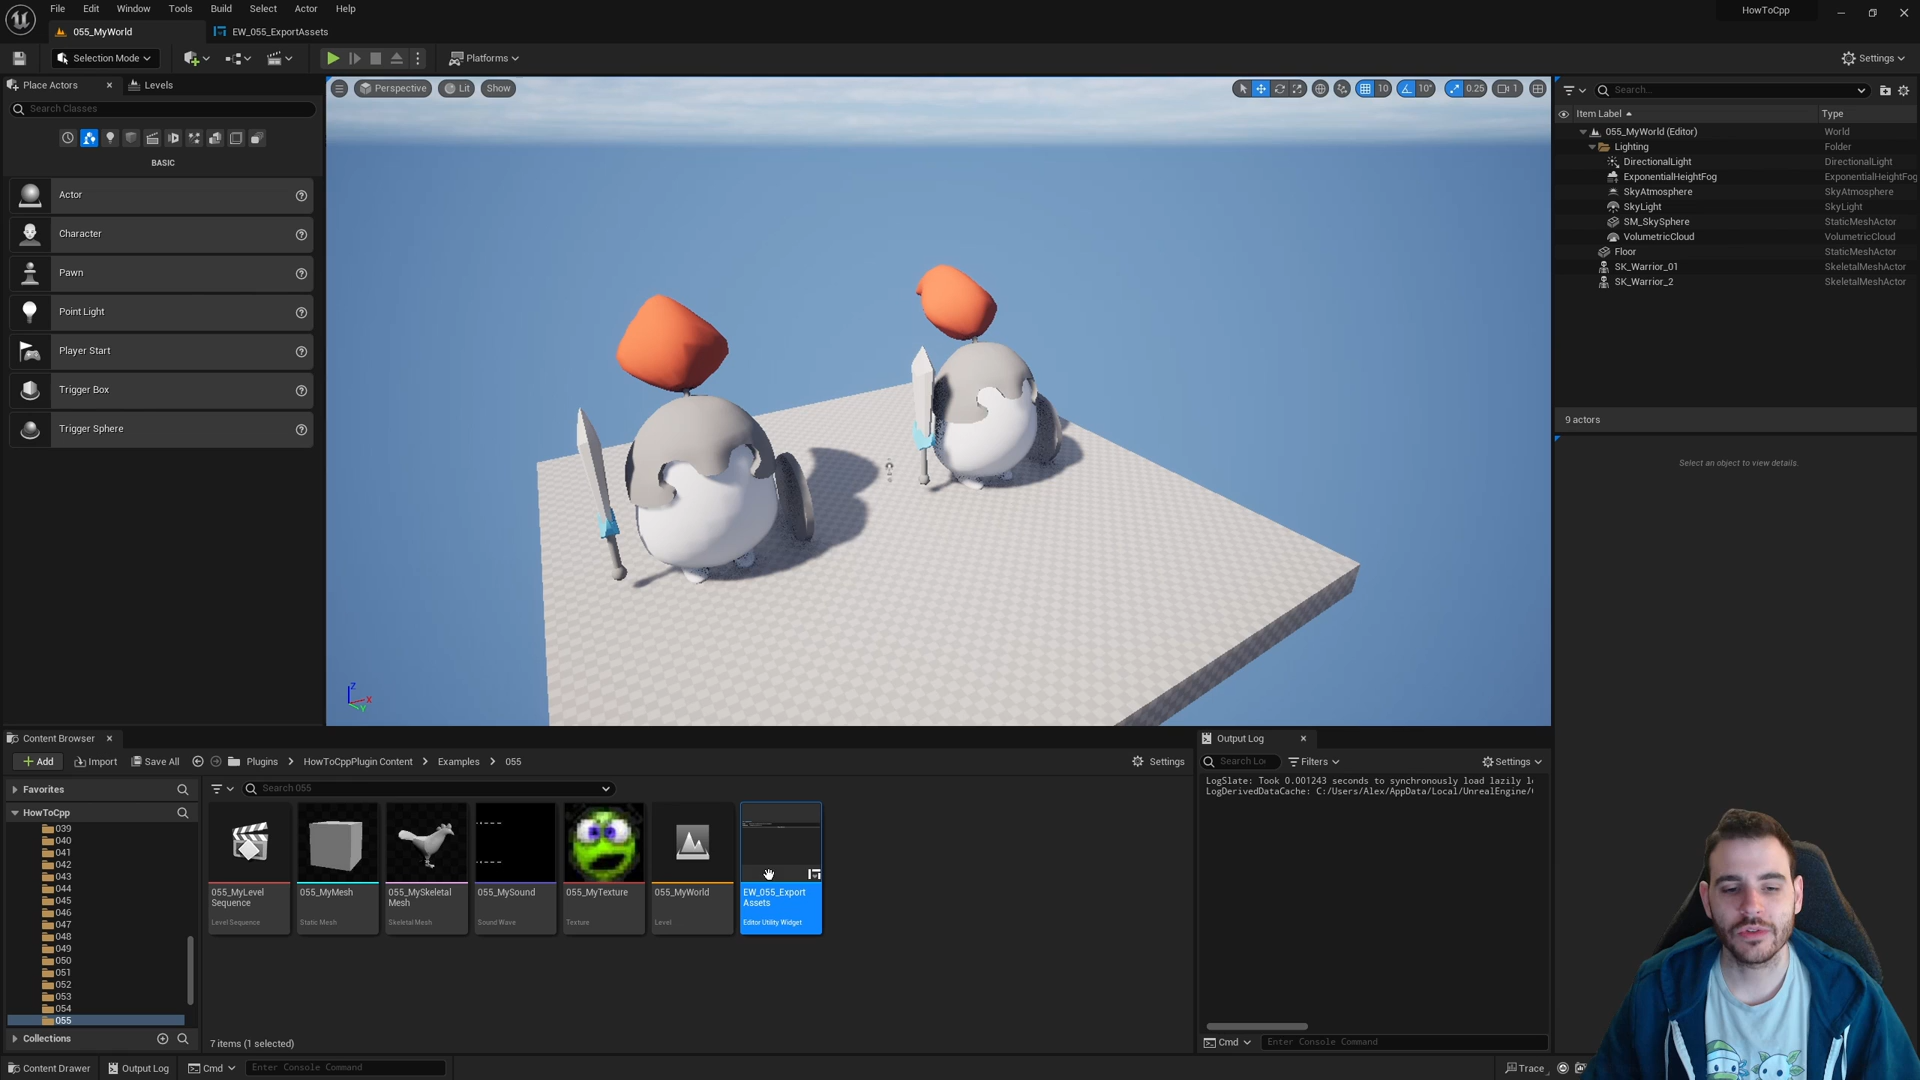 File Edit Window Tools Build Select Actor Help
HowToCpp
055_MyWorld
EW_055_ExportAssets
Selection Mode
Platforms
Settings
Place Actors
Levels
Search Classes
BASIC
Actor
Character
Pawn
Point Light
Player Start
Trigger Box
Trigger Sphere
Perspective
Lit
Show
10
10°
0.25
1
Z
X
Y
Search...
Item Label
Type
055_MyWorld (Editor) World
Lighting Folder
DirectionalLight DirectionalLight
ExponentialHeightFog ExponentialHeightFog
SkyAtmosphere SkyAtmosphere
SkyLight SkyLight
SM_SkySphere StaticMeshActor
VolumetricCloud VolumetricCloud
Floor StaticMeshActor
SK_Warrior_01 SkeletalMeshActor
SK_Warrior_2 SkeletalMeshActor
9 actors
Select an object to view details.
Content Browser
Add
Import
Save All
Plugins
HowToCppPlugin Content
Examples
055
Settings
Favorites
HowToCpp
039
040
041
042
043
044
045
046
047
048
049
050
051
052
053
054
055
Collections
Search 055
055_MyLevel
Sequence
Level Sequence
055_MyMesh
Static Mesh
055_MySkeletal
Mesh
Skeletal Mesh
055_MySound
Sound Wave
055_MyTexture
Texture
055_MyWorld
Level
EW_055_Export
Assets
Editor Utility Widget
7 items (1 selected)
Output Log
Search Lo
Filters
Settings
LogSlate: Took 0.001243 seconds to synchronously load lazily l
LogDerivedDataCache: C:/Users/Alex/AppData/Local/UnrealEngine/
Cmd
Enter Console Command
Content Drawer
Output Log
Cmd
Enter Console Command
Trace